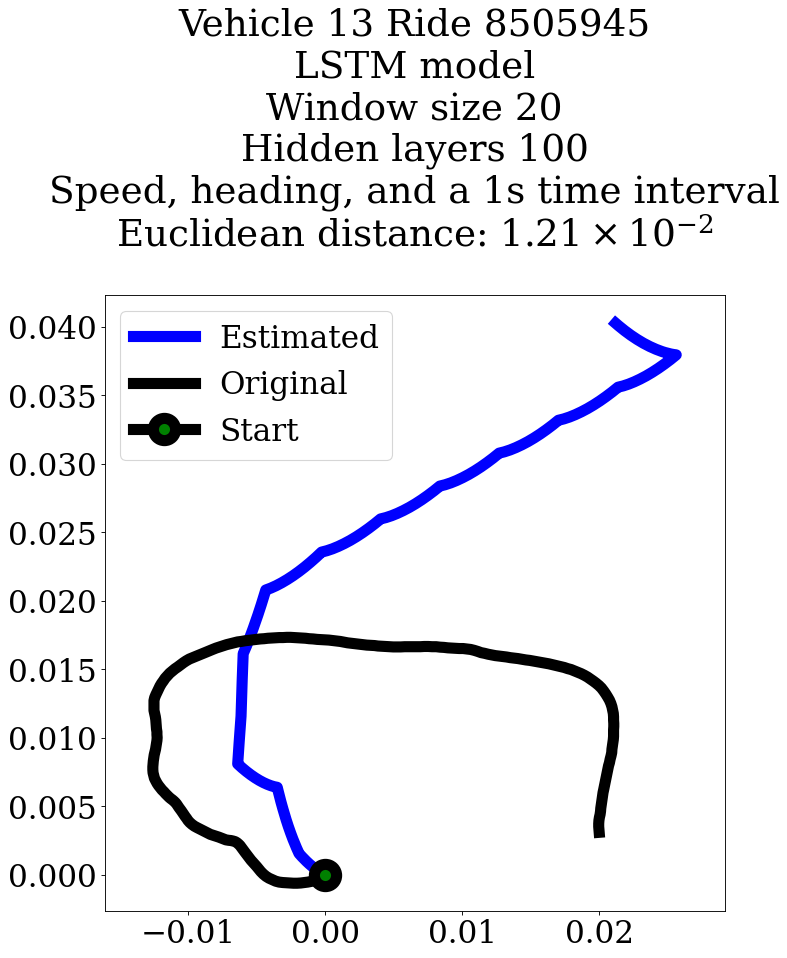 Vehicle 13 Ride 8505945
LSTM model
Window size 20
Hidden layers 100
Speed, heading, and a 1s time interval
Euclidean distance: 1.21 × 10⁻²
Estimated
Original
Start
0.040
0.035
0.030
0.025
0.020
0.015
0.010
0.005
0.000
−0.01 0.00 0.01 0.02